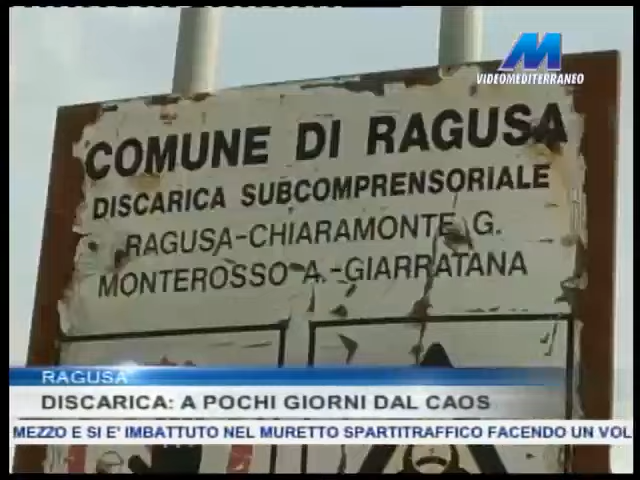 M
VIDEOMEDITERRANEO
COMUNE DI RAGUSA
DISCARICA SUBCOMPRENSORIALE
RAGUSA-CHIARAMONTE G.
MONTEROSSO A.-GIARRATANA
RAGUSA
DISCARICA: A POCHI GIORNI DAL CAOS
MEZZO E SI E' IMBATTUTO NEL MURETTO SPARTITRAFFICO FACENDO UN VOL